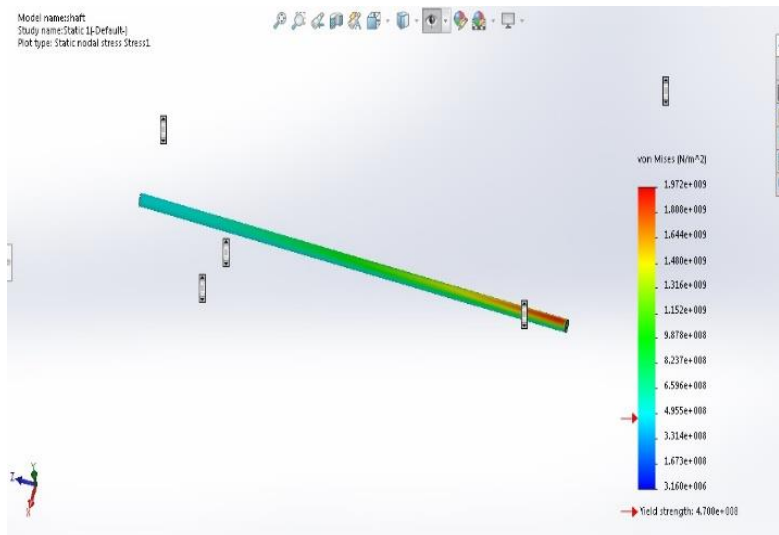 Model name:shaft
Study name:Static 1(-Default-)
Plot type: Static nodal stress Stress1
von Mises (N/m^2)
1.972e+009
1.808e+009
1.644e+009
1.480e+009
1.316e+009
1.152e+009
9.878e+008
8.237e+008
6.596e+008
4.955e+008
3.314e+008
1.673e+008
3.160e+006
Yield strength: 4.700e+008
Y
Z
X